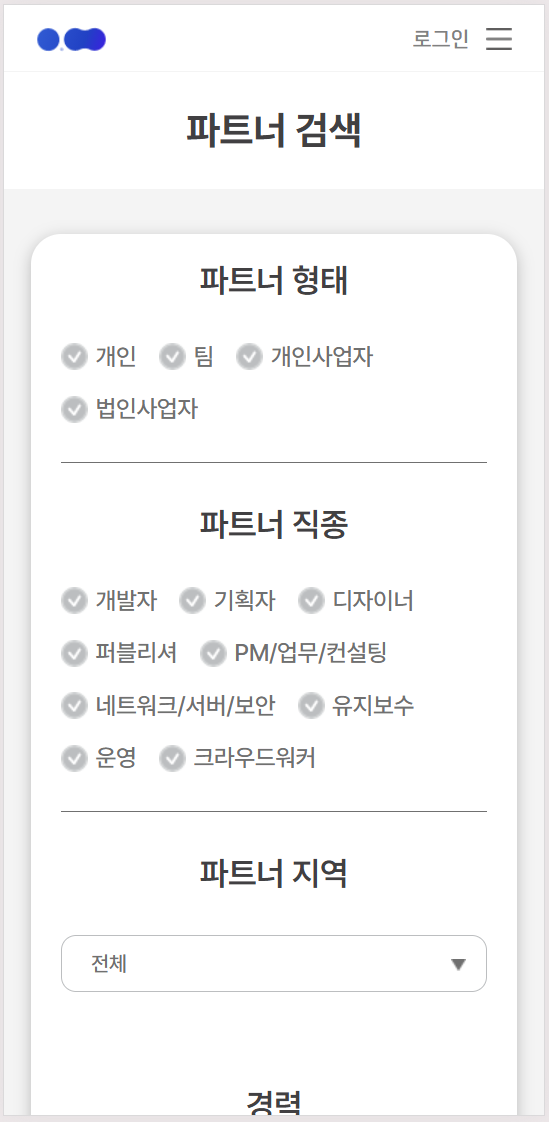 로그인
파트너 검색
파트너 형태
개인 팀 개인사업자
법인사업자
파트너 직종
개발자 기획자 디자이너
퍼블리셔 PM/업무/컨설팅
네트워크/서버/보안 유지보수
운영 크라우드워커
파트너 지역
전체
경력